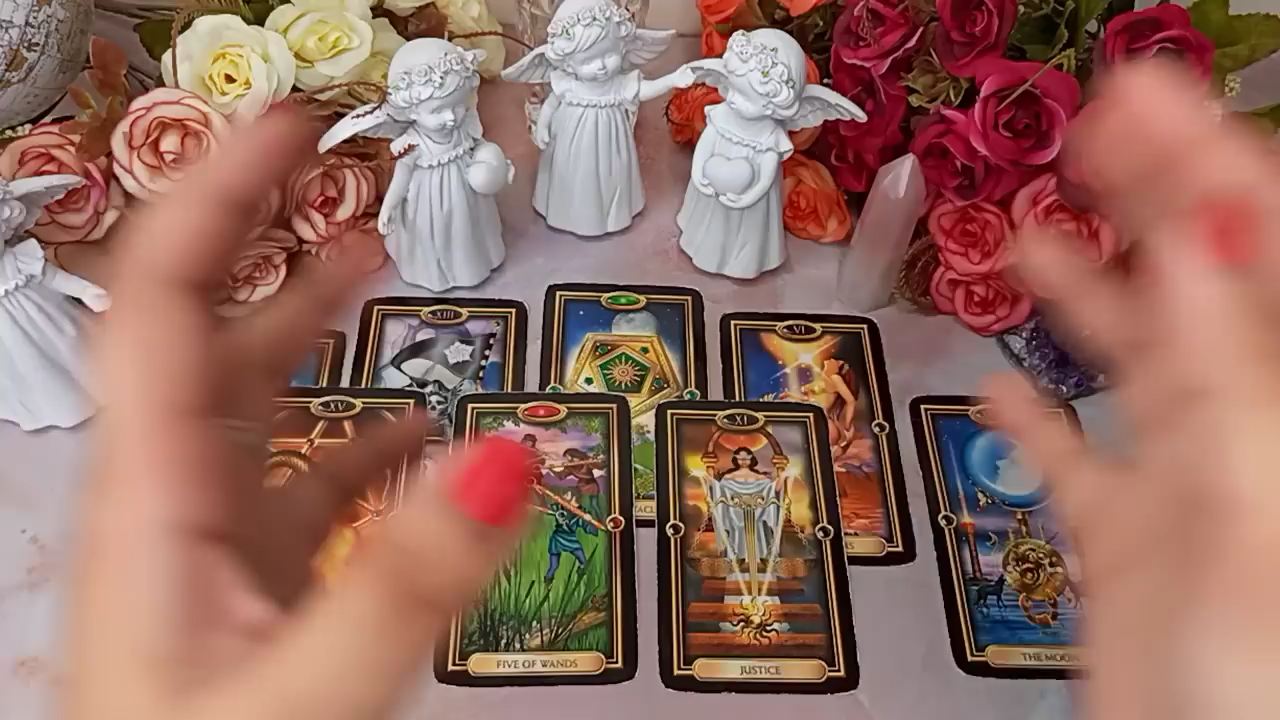 XIII
VI
XV
XI
FIVE OF WANDS
JUSTICE
THE MOON